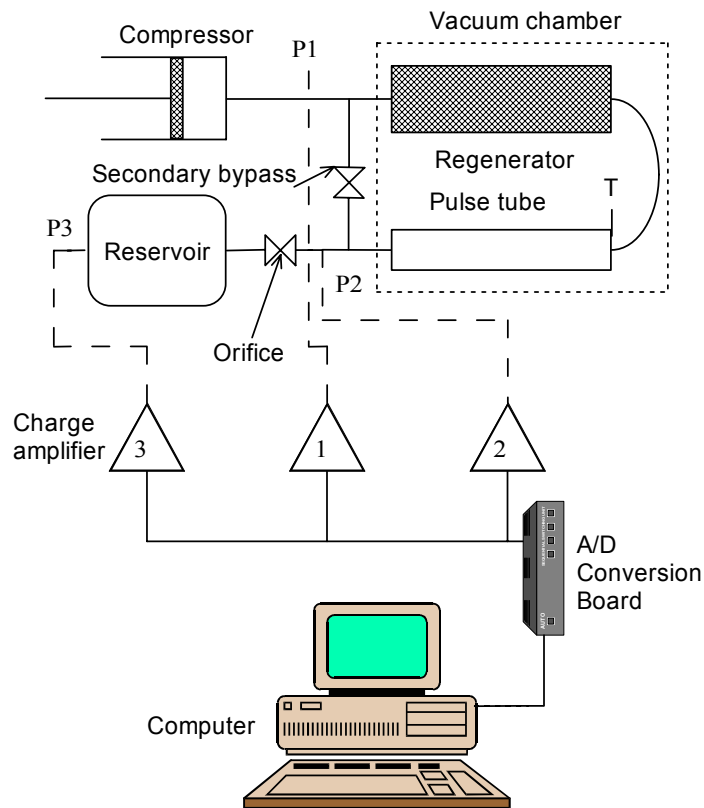 Vacuum chamber
Compressor
P1
Regenerator
Secondary bypass
Pulse tube
T
P3
Reservoir
P2
Orifice
Charge
amplifier
3
1
2
A/D
Conversion
Board
AUTO
Computer